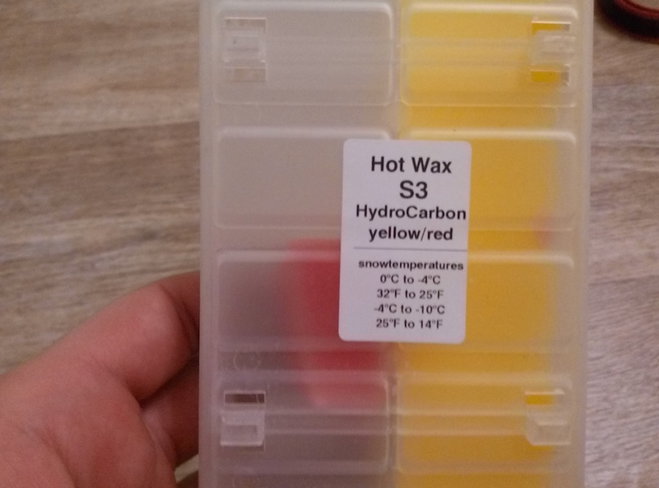 Hot Wax
S3
HydroCarbon
yellow/red
snowtemperatures
0°C to -4°C
32°F to 25°F
-4°C to -10°C
25°F to 14°F